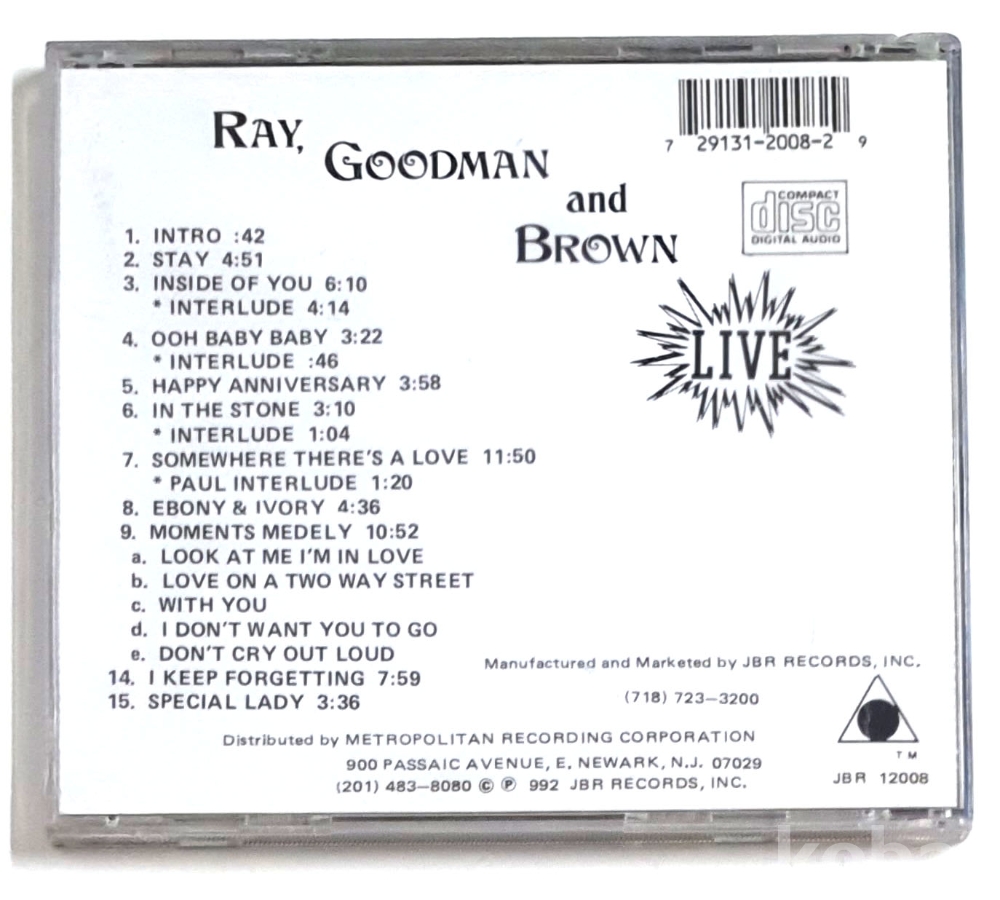 RAY,
GOODMAN
and
BROWN
7 29131-2008-2 9
COMPACT
disc
DIGITAL AUDIO
LIVE
1. INTRO :42
2. STAY 4:51
3. INSIDE OF YOU 6:10
* INTERLUDE 4:14
4. OOH BABY BABY 3:22
* INTERLUDE :46
5. HAPPY ANNIVERSARY 3:58
6. IN THE STONE 3:10
* INTERLUDE 1:04
7. SOMEWHERE THERE'S A LOVE 11:50
* PAUL INTERLUDE 1:20
8. EBONY & IVORY 4:36
9. MOMENTS MEDELY 10:52
a. LOOK AT ME I'M IN LOVE
b. LOVE ON A TWO WAY STREET
c. WITH YOU
d. I DON'T WANT YOU TO GO
e. DON'T CRY OUT LOUD
14. I KEEP FORGETTING 7:59
15. SPECIAL LADY 3:36
Manufactured and Marketed by JBR RECORDS, INC.
(718) 723-3200
Distributed by METROPOLITAN RECORDING CORPORATION
900 PASSAIC AVENUE, E. NEWARK, N.J. 07029
(201) 483-8080 © ℗ 992 JBR RECORDS, INC.
TM
JBR 12008